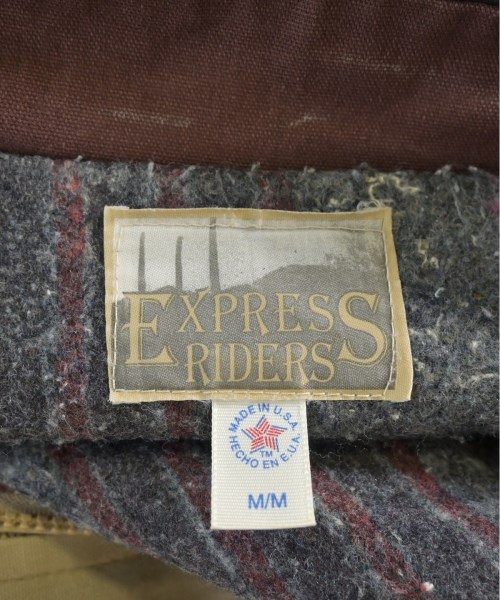 EXPRESS
RIDERS
MADE IN U.S.A.
TM
HECHO EN E.U.A.
M/M